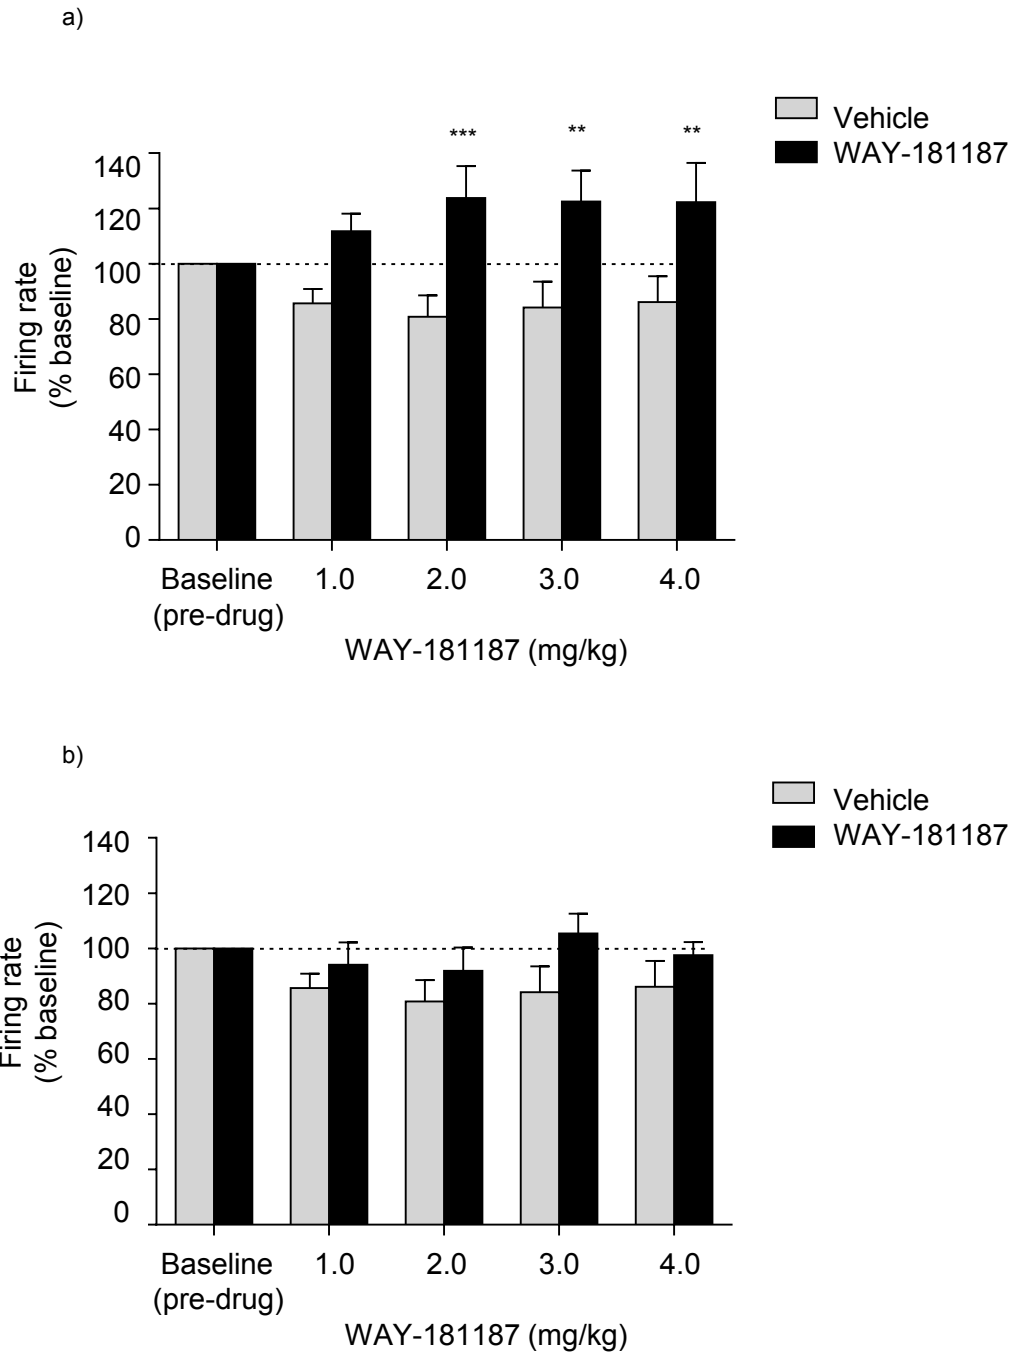 a)
***
**
**
Vehicle
WAY-181187
140
120
100
80
60
40
20
0
Firing rate
(% baseline)
Baseline
(pre-drug)
1.0
2.0
3.0
4.0
WAY-181187 (mg/kg)
b)
Vehicle
WAY-181187
140
120
100
80
60
40
20
0
Firing rate
(% baseline)
Baseline
(pre-drug)
1.0
2.0
3.0
4.0
WAY-181187 (mg/kg)